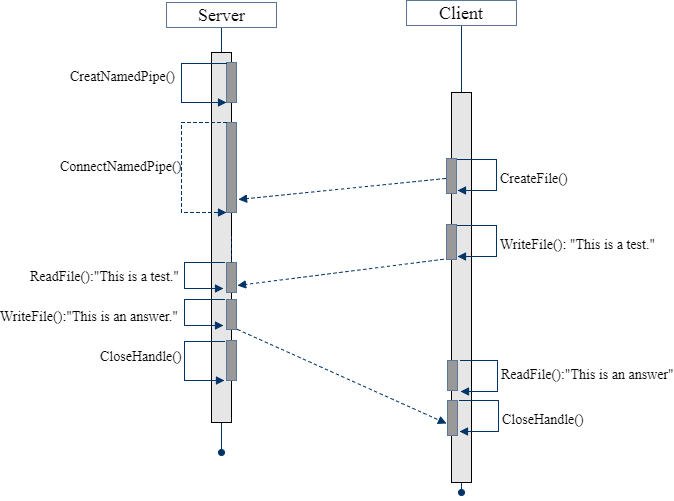 Server
Client
CreatNamedPipe()
ConnectNamedPipe()
CreateFile()
WriteFile(): "This is a test."
ReadFile():"This is a test."
WriteFile():"This is an answer."
CloseHandle()
ReadFile():"This is an answer"
CloseHandle()